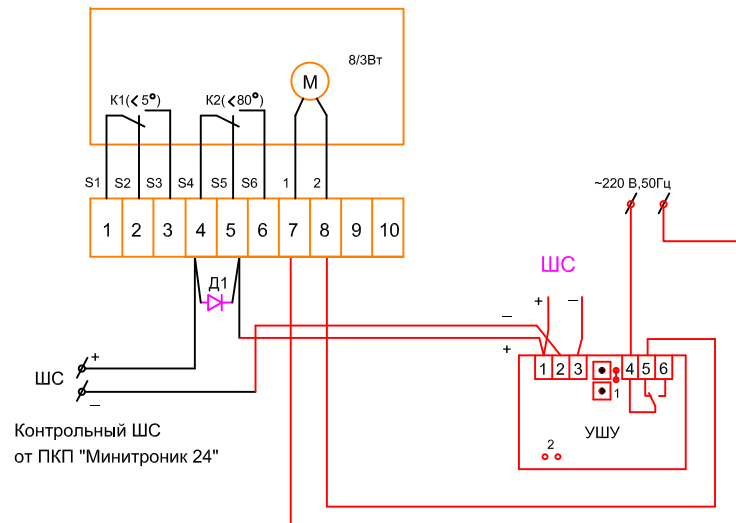 8/3Вт
М
К1(<5°)
К2(<80°)
S1 S2 S3 S4 S5 S6 1 2
1 2 3 4 5 6 7 8 9 10
~220 В,50Гц
Д1
ШС
+ –
–
+
+
ШС
–
1 2 3 4 5 6
1
УШУ
2
Контрольный ШС
от ПКП "Минитроник 24"